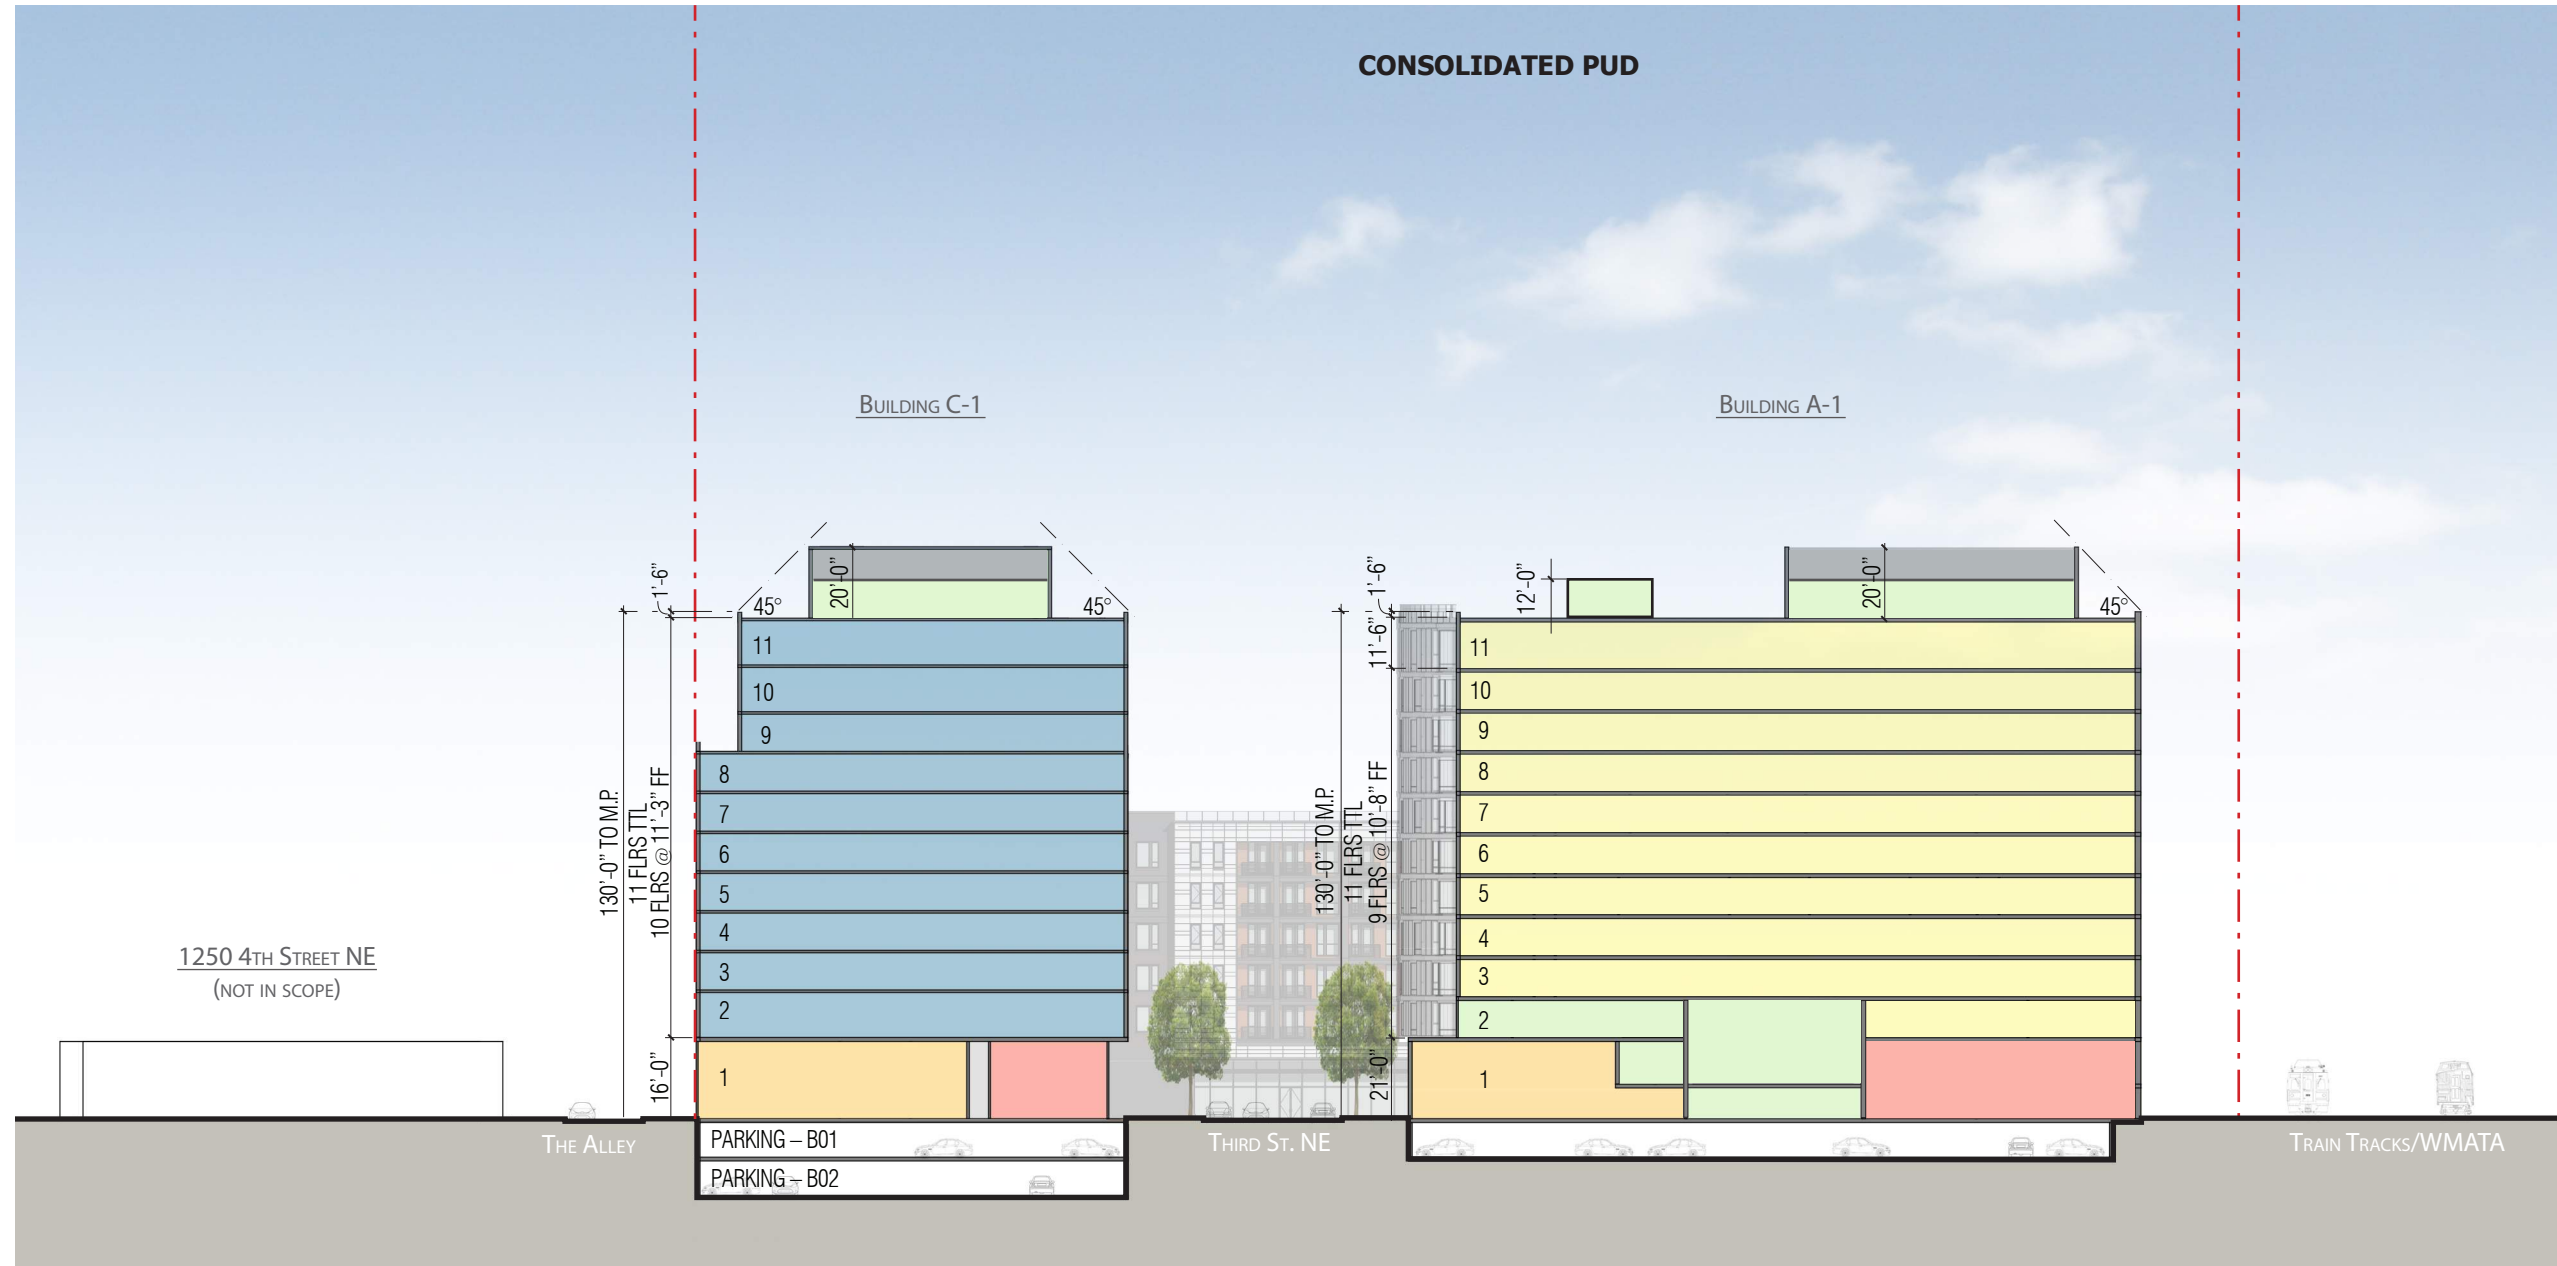 CONSOLIDATED PUD
BUILDING C-1
BUILDING A-1
1250 4TH STREET NE
(NOT IN SCOPE)
130'-0" TO M.P.
11 FLRS TTL
10 FLRS @ 11'-3" FF
1'-6"
16'-0"
45°
20'-0"
45°
11
10
9
8
7
6
5
4
3
2
1
PARKING – B01
PARKING – B02
THE ALLEY
THIRD ST. NE
130'-0" TO M.P.
11 FLRS TTL
9 FLRS @ 10'-8" FF
1'-6"
11'-6"
21'-0"
12'-0"
20'-0"
45°
11
10
9
8
7
6
5
4
3
2
1
TRAIN TRACKS/WMATA